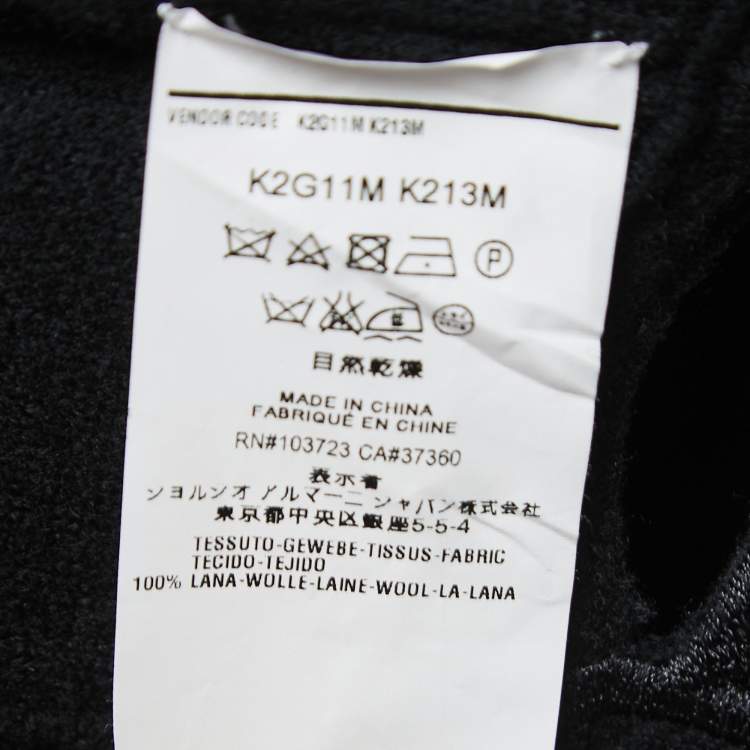 VENDOR CODE K2G11M K213M
K2G11M K213M
P
自然乾燥
MADE IN CHINA
FABRIQUÉ EN CHINE
RN#103723 CA#37360
表示者
ジョルジオ アルマーニ ジャパン株式会社
東京都中央区銀座5-5-4
TESSUTO-GEWEBE-TISSUS-FABRIC
TECIDO-TEJIDO
100% LANA-WOLLE-LAINE-WOOL-LA-LANA